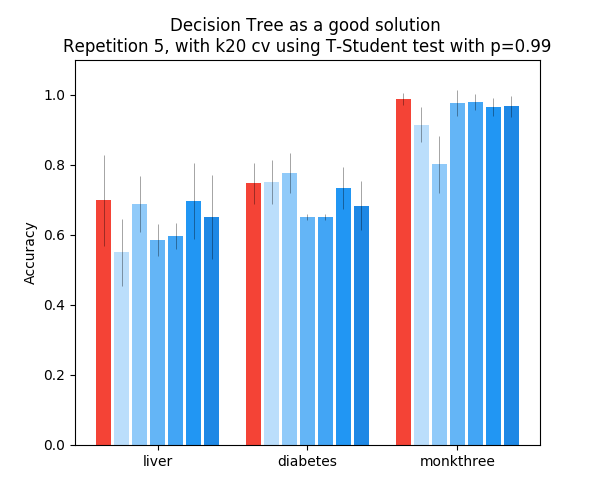 Decision Tree as a good solution
Repetition 5, with k20 cv using T-Student test with p=0.99
Accuracy
1.0
0.8
0.6
0.4
0.2
0.0
liver diabetes monkthree